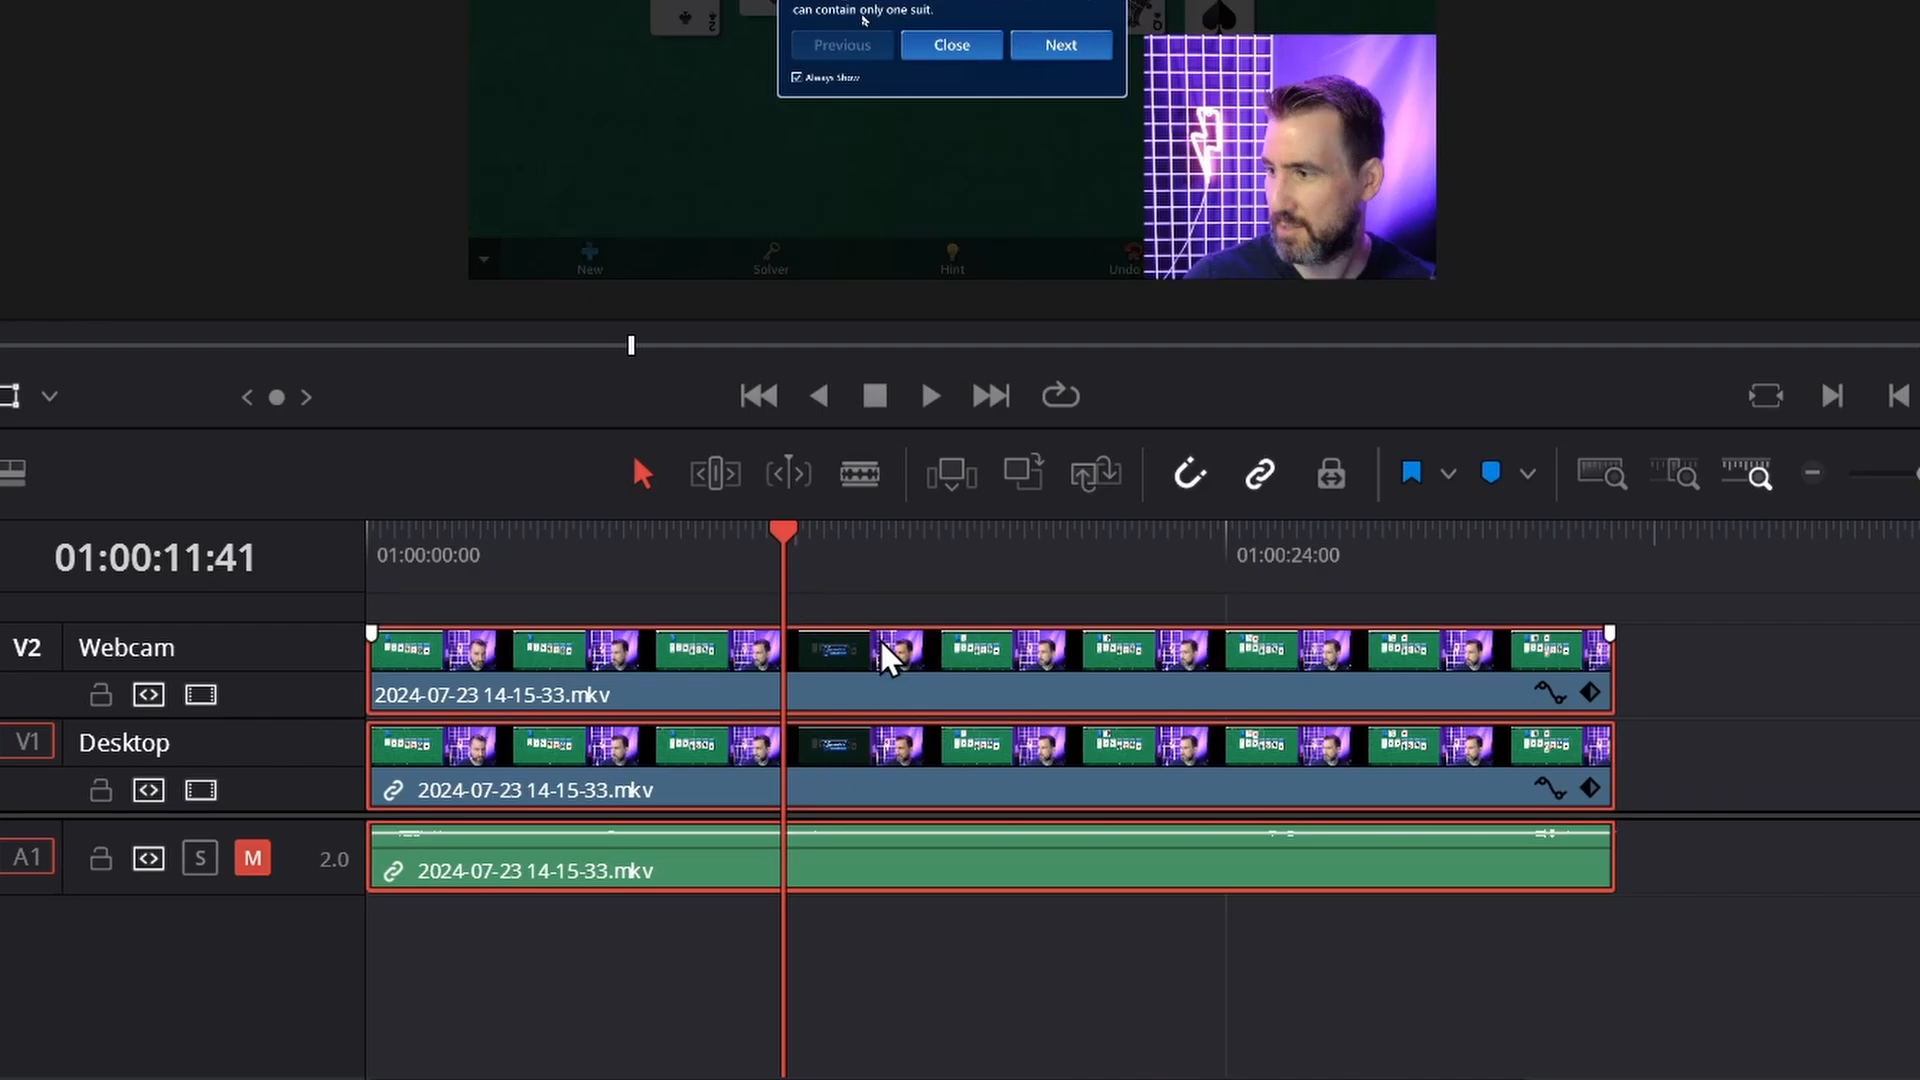 can contain only one suit.
Previous
Close
Next
Always Show
New
Solver
Hint
Undo
01:00:11:41
01:00:00:00
01:00:24:00
V2
Webcam
2024-07-23 14-15-33.mkv
V1
Desktop
2024-07-23 14-15-33.mkv
A1
S
M
2.0
2024-07-23 14-15-33.mkv